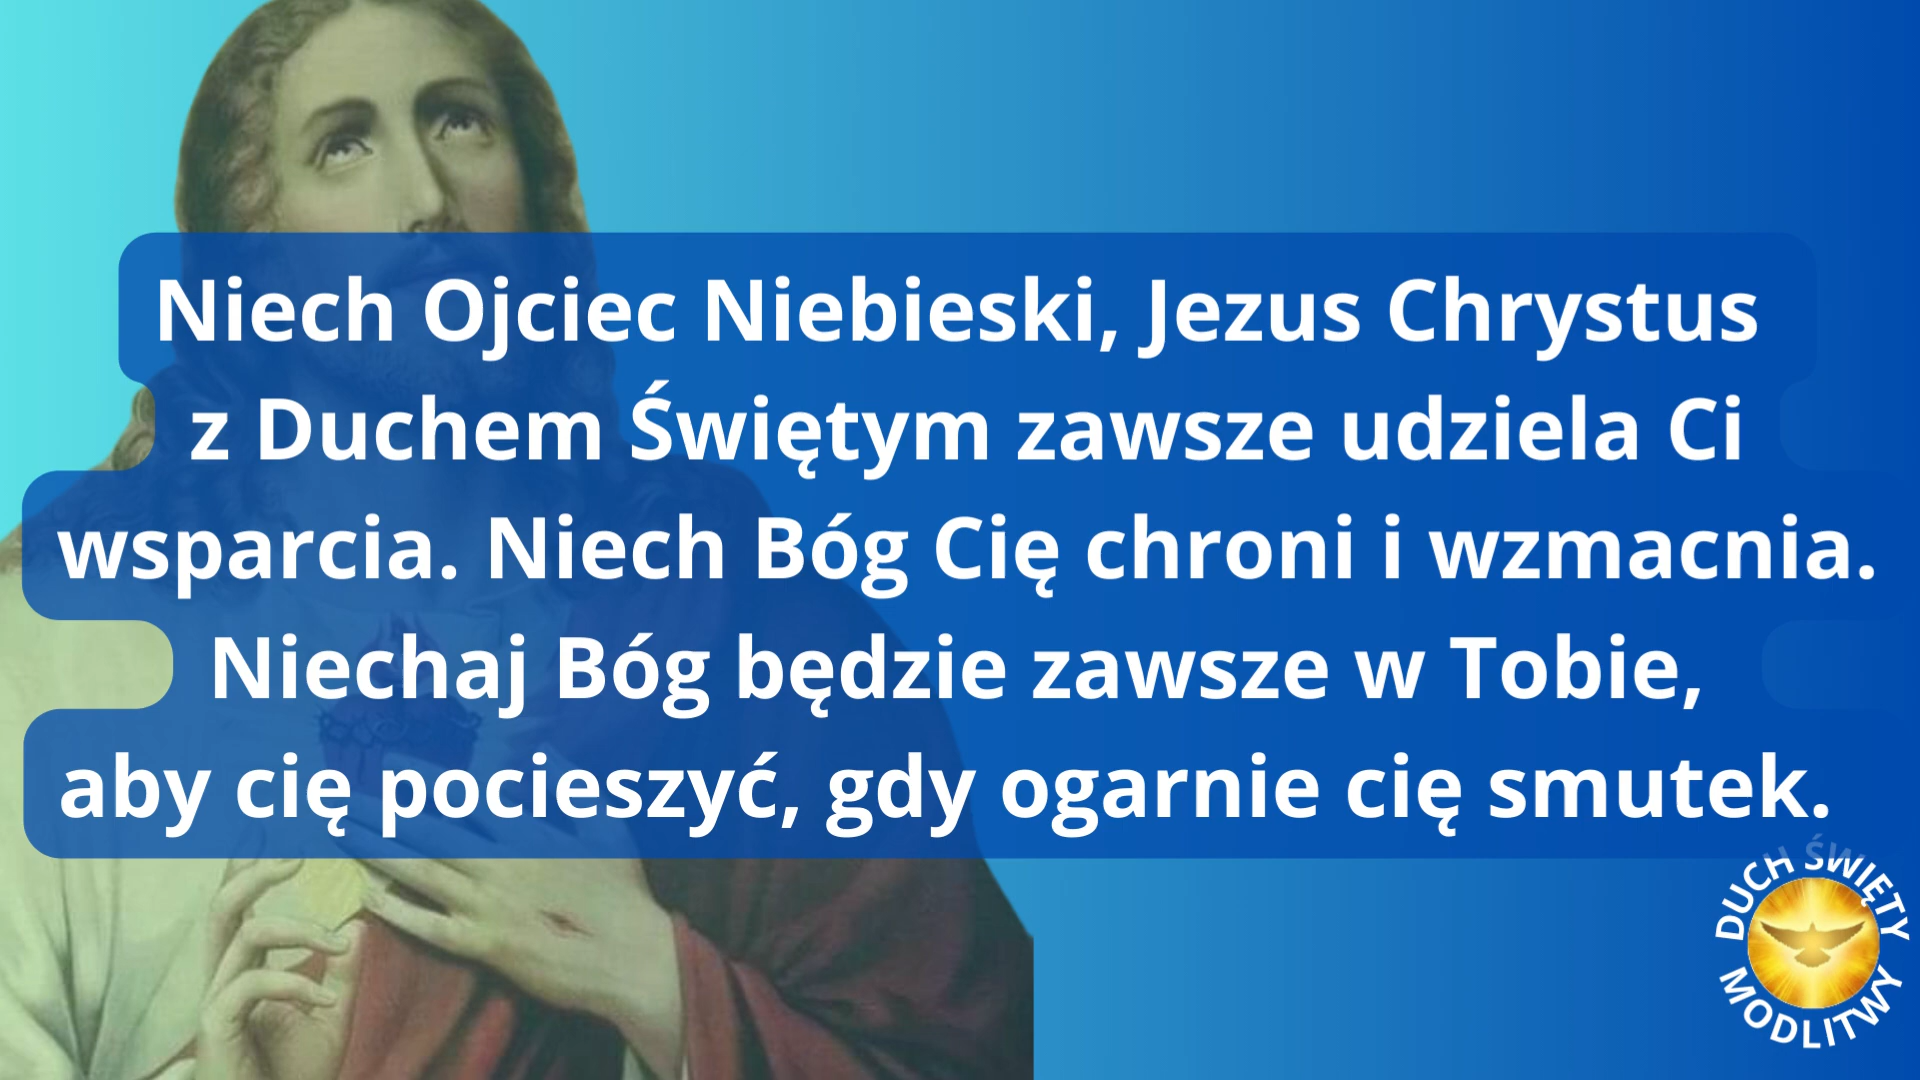 Niech Ojciec Niebieski, Jezus Chrystus
z Duchem Świętym zawsze udziela Ci
wsparcia. Niech Bóg Cię chroni i wzmacnia.
Niechaj Bóg będzie zawsze w Tobie,
aby cię pocieszyć, gdy ogarnie cię smutek.
DUCH ŚWIĘTY
MODLITWY